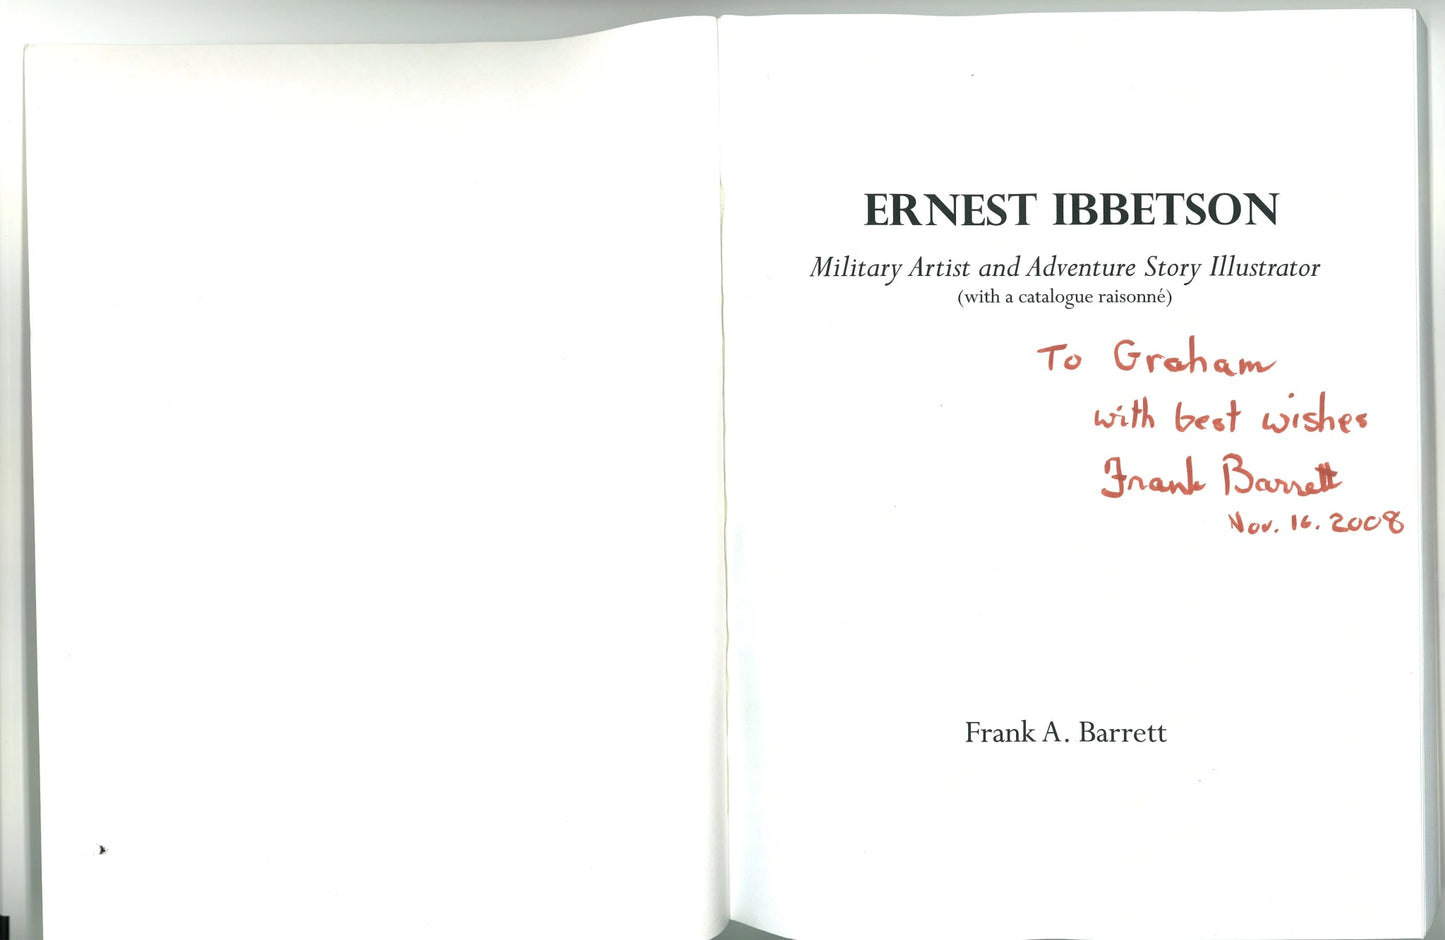 ERNEST IBBETSON
Military Artist and Adventure Story Illustrator
(with a catalogue raisonné)
To Graham
with best wishes
Frank Barrett
Nov. 16. 2008
Frank A. Barrett